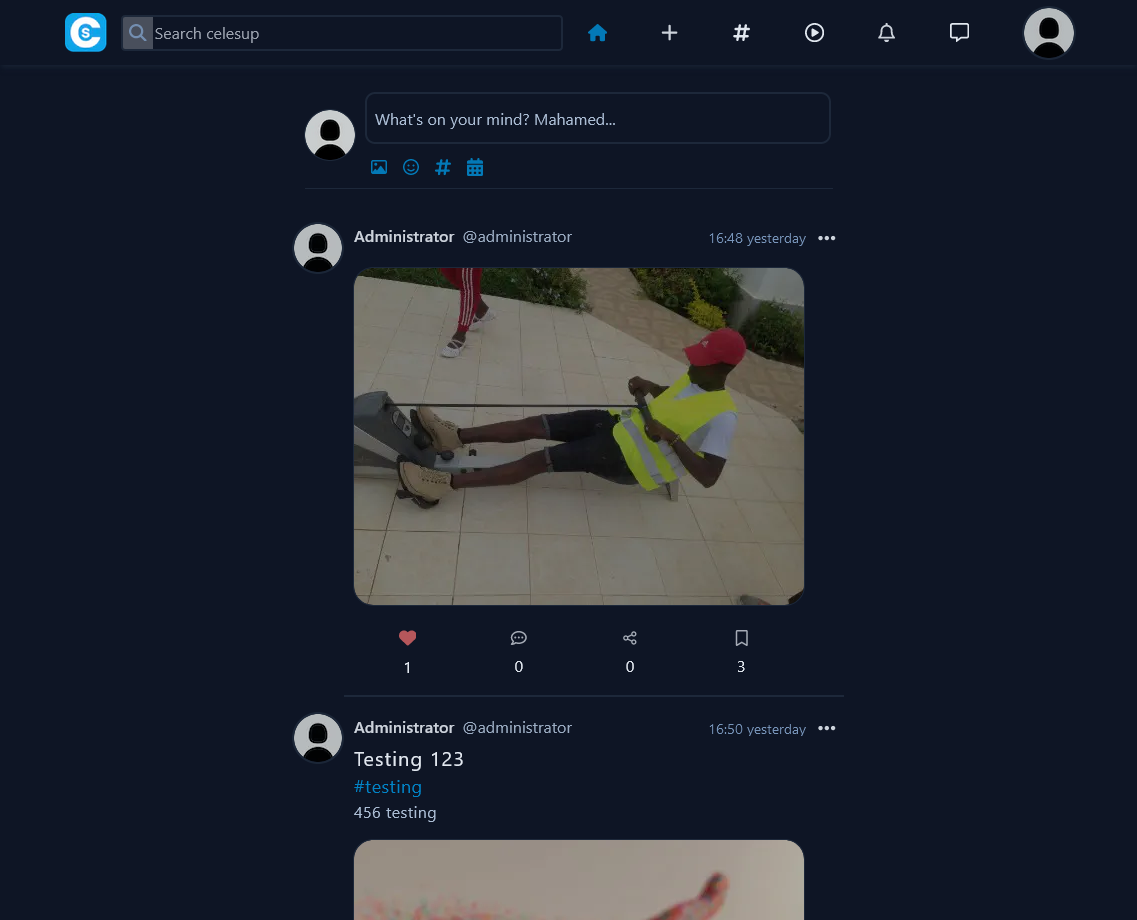 Search celesup
What's on your mind? Mahamed...
Administrator @administrator 16:48 yesterday
1 0 0 3
Administrator @administrator 16:50 yesterday
Testing 123
#testing
456 testing